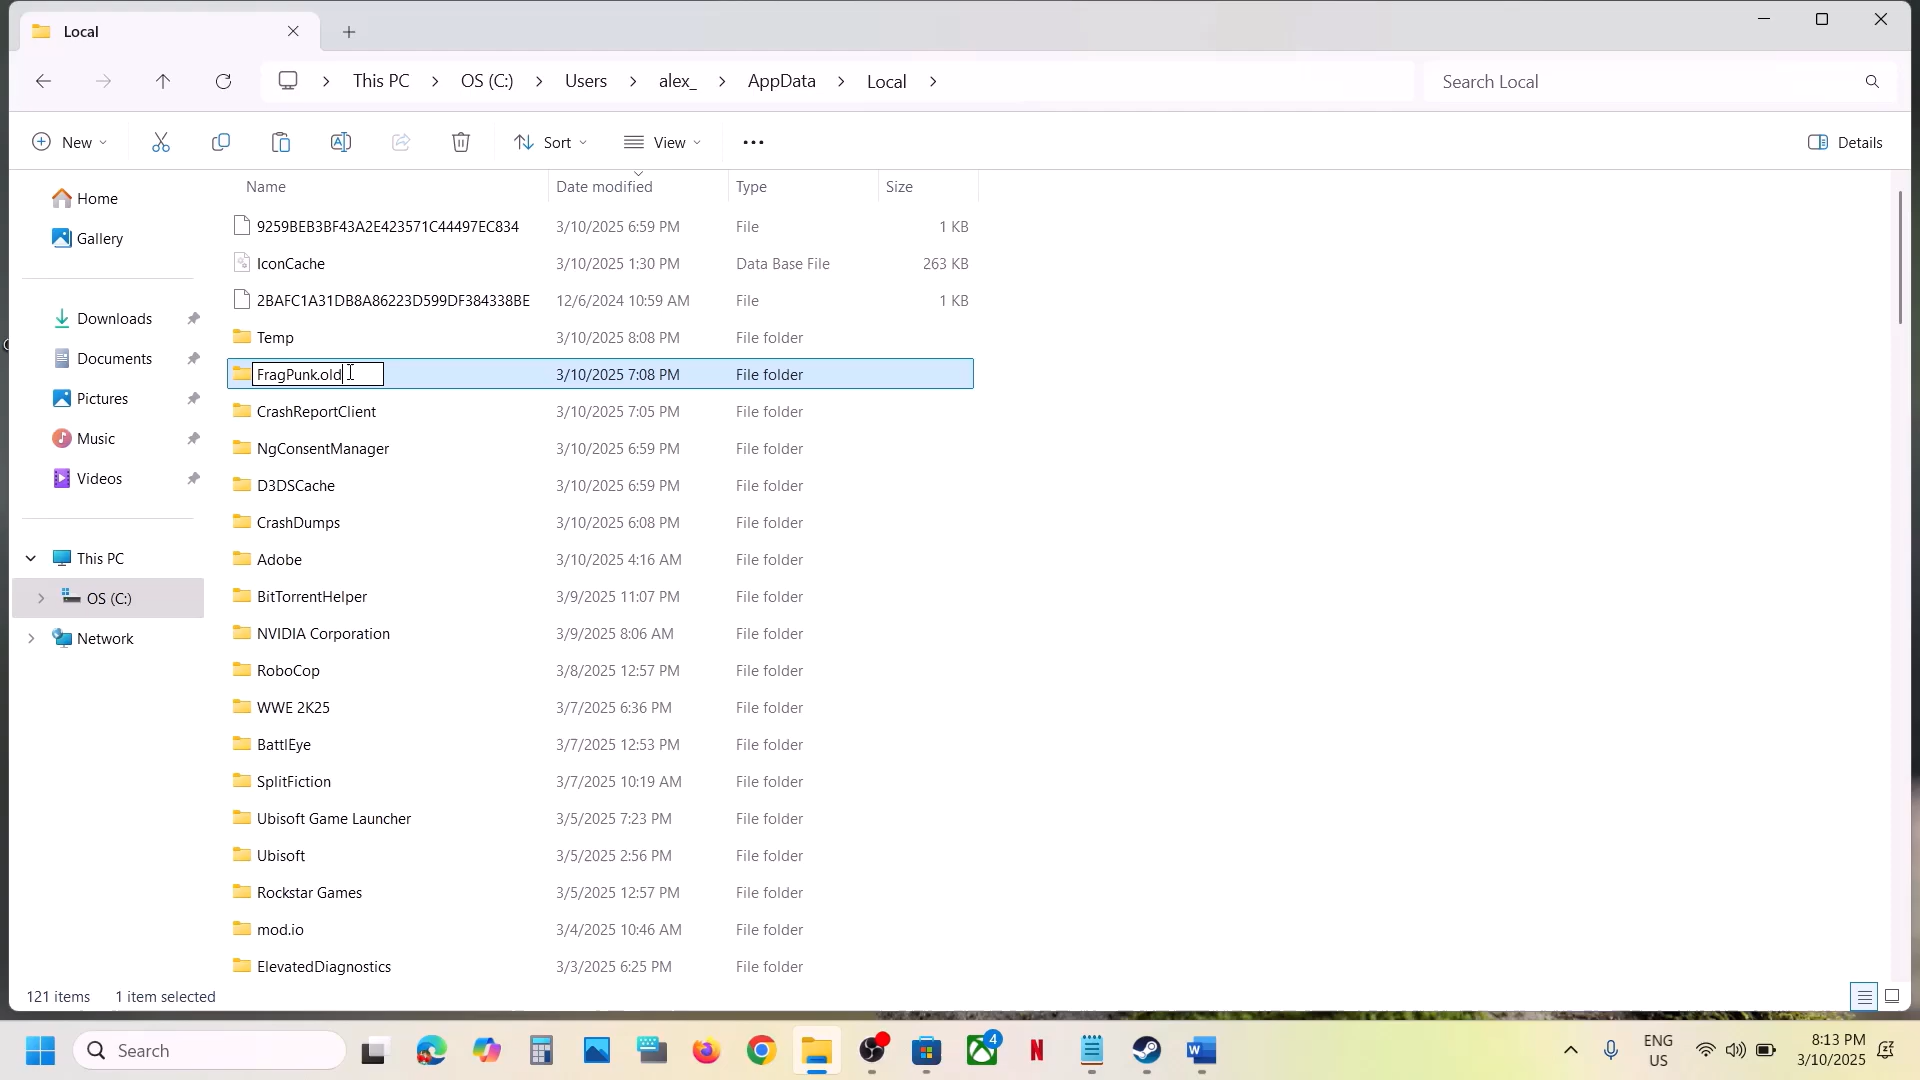 Local
This PC
OS (C:)
Users
alex_
AppData
Local
Search Local
New
Sort
View
Details
Home
Gallery
Downloads
Documents
Pictures
Music
Videos
This PC
OS (C:)
Network
Name Date modified Type Size
9259BEB3BF43A2E423571C44497EC834 3/10/2025 6:59 PM File 1 KB
IconCache 3/10/2025 1:30 PM Data Base File 263 KB
2BAFC1A31DB8A86223D599DF384338BE 12/6/2024 10:59 AM File 1 KB
Temp 3/10/2025 8:08 PM File folder
FragPunk.old 3/10/2025 7:08 PM File folder
CrashReportClient 3/10/2025 7:05 PM File folder
NgConsentManager 3/10/2025 6:59 PM File folder
D3DSCache 3/10/2025 6:59 PM File folder
CrashDumps 3/10/2025 6:08 PM File folder
Adobe 3/10/2025 4:16 AM File folder
BitTorrentHelper 3/9/2025 11:07 PM File folder
NVIDIA Corporation 3/9/2025 8:06 AM File folder
RoboCop 3/8/2025 12:57 PM File folder
WWE 2K25 3/7/2025 6:36 PM File folder
BattlEye 3/7/2025 12:53 PM File folder
SplitFiction 3/7/2025 10:19 AM File folder
Ubisoft Game Launcher 3/5/2025 7:23 PM File folder
Ubisoft 3/5/2025 2:56 PM File folder
Rockstar Games 3/5/2025 12:57 PM File folder
mod.io 3/4/2025 10:46 AM File folder
ElevatedDiagnostics 3/3/2025 6:25 PM File folder
121 items 1 item selected
Search
4
ENG
US
8:13 PM
3/10/2025